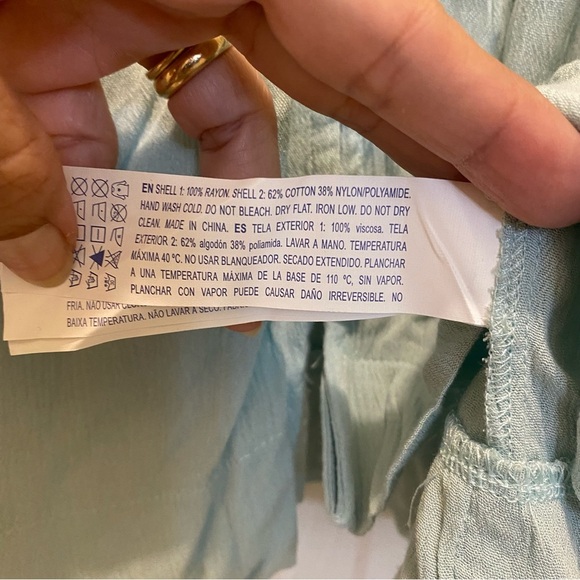 EN SHELL 1: 100% RAYON. SHELL 2: 62% COTTON 38% NYLON/POLYAMIDE.
HAND WASH COLD. DO NOT BLEACH. DRY FLAT. IRON LOW. DO NOT DRY
CLEAN. MADE IN CHINA. ES TELA EXTERIOR 1: 100% viscosa. TELA
EXTERIOR 2: 62% algodón 38% poliamida. LAVAR A MANO. TEMPERATURA
MÁXIMA 40 ºC. NO USAR BLANQUEADOR. SECADO EXTENDIDO. PLANCHAR
A UNA TEMPERATURA MÁXIMA DE LA BASE DE 110 ºC, SIN VAPOR.
PLANCHAR CON VAPOR PUEDE CAUSAR DAÑO IRREVERSIBLE. NO
FRIA. NÃO USAR
BAIXA TEMPERATURA. NÃO LAVAR A SECO.